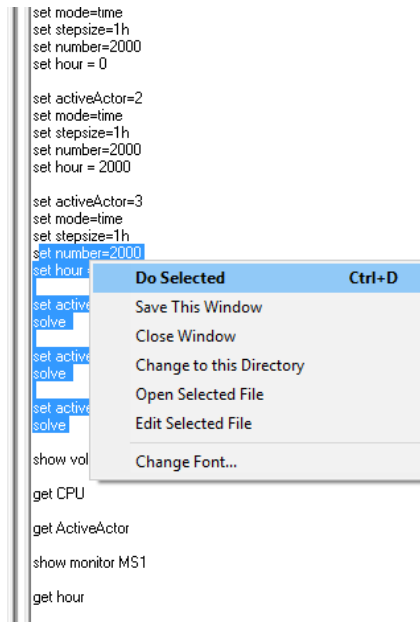 set mode=time
set stepsize=1h
set number=2000
set hour = 0
set activeActor=2
set mode=time
set stepsize=1h
set number=2000
set hour = 2000
set activeActor=3
set mode=time
set stepsize=1h
set number=2000
set hour
Do Selected Ctrl+D
Save This Window
set active
solve
Close Window
Change to this Directory
set active
solve
Open Selected File
Edit Selected File
set active
solve
show vol
Change Font...
get CPU
get ActiveActor
show monitor MS1
get hour